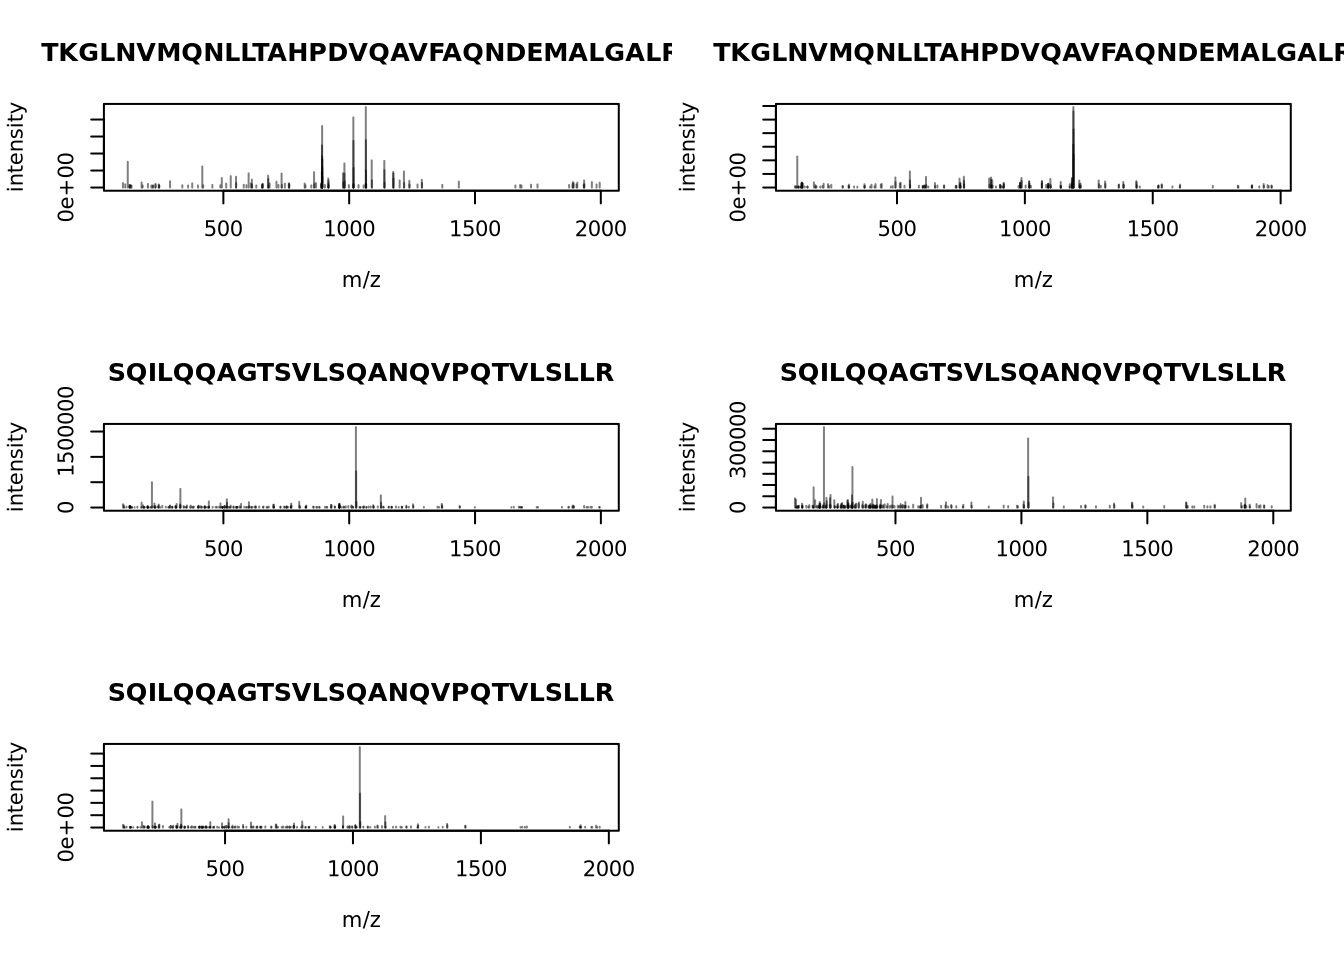 TKGLNVMQNLLTAHPDVQAVFAQNDEMALGALF TKGLNVMQNLLTAHPDVQAVFAQNDEMALGALR
intensity
0e+00
500 1000 1500 2000
m/z
intensity
0e+00
500 1000 1500 2000
m/z
SQILQQAGTSVLSQANQVPQTVLSLLR
intensity
0 1500000
500 1000 1500 2000
m/z
SQILQQAGTSVLSQANQVPQTVLSLLR
intensity
0 300000
500 1000 1500 2000
m/z
SQILQQAGTSVLSQANQVPQTVLSLLR
intensity
0e+00
500 1000 1500 2000
m/z